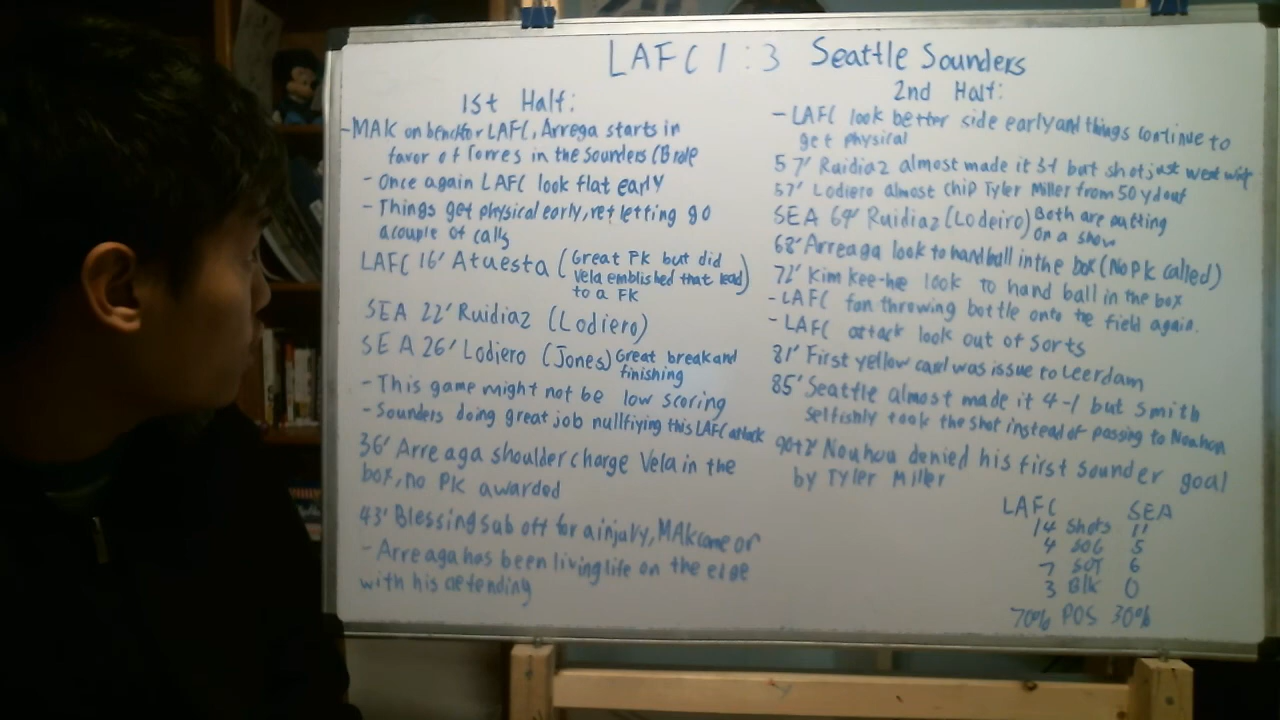 LAFC 1 : 3 Seattle Sounders
1st Half:
- MAK on bench for LAFC, Arrega starts in
favor of Torres in the Sounders CB role
- Once again LAFC look flat early
- Things get physical early, ref letting go
a couple of calls
LAFC 16' Atuesta (Great PK but did
Vela emblished that lead)
to a FK
SEA 22' Ruidiaz (Lodiero)
SEA 26' Lodiero (Jones) Great break and
finishing
- This game might not be low scoring
- Sounders doing great job nullfiying this LAFC attack
36' Arreaga shoulder charge Vela in the
box, no PK awarded
43' Blessing sub off for a injury, MAK come on
- Arreaga has been living life on the edge
with his defending
2nd Half:
- LAFC look better side early and things continue to
get physical
57' Raidiaz almost made it 3-1 but shot just went wide
57' Lodiero almost chip Tyler Miller from 50 yd out
SEA 64' Ruidiaz (Lodeiro) Both are putting
on a show
68' Arreaga look to hand ball in the box (No PK called)
72' Kim Kee-he look to hand ball in the box
- LAFC fan throwing bottle onto the field again.
- LAFC attack look out of sorts
81' First yellow card was issue to Leerdam
85' Seattle almost made it 4-1 but Smith
selfishly took the shot instead of passing to Nouhou
90+2' Nouhou denied his first sounder goal
by Tyler Miller
LAFC SEA
14 Shots 11
4 SOG 5
7 SOT 6
3 Blk 0
70% POS 30%